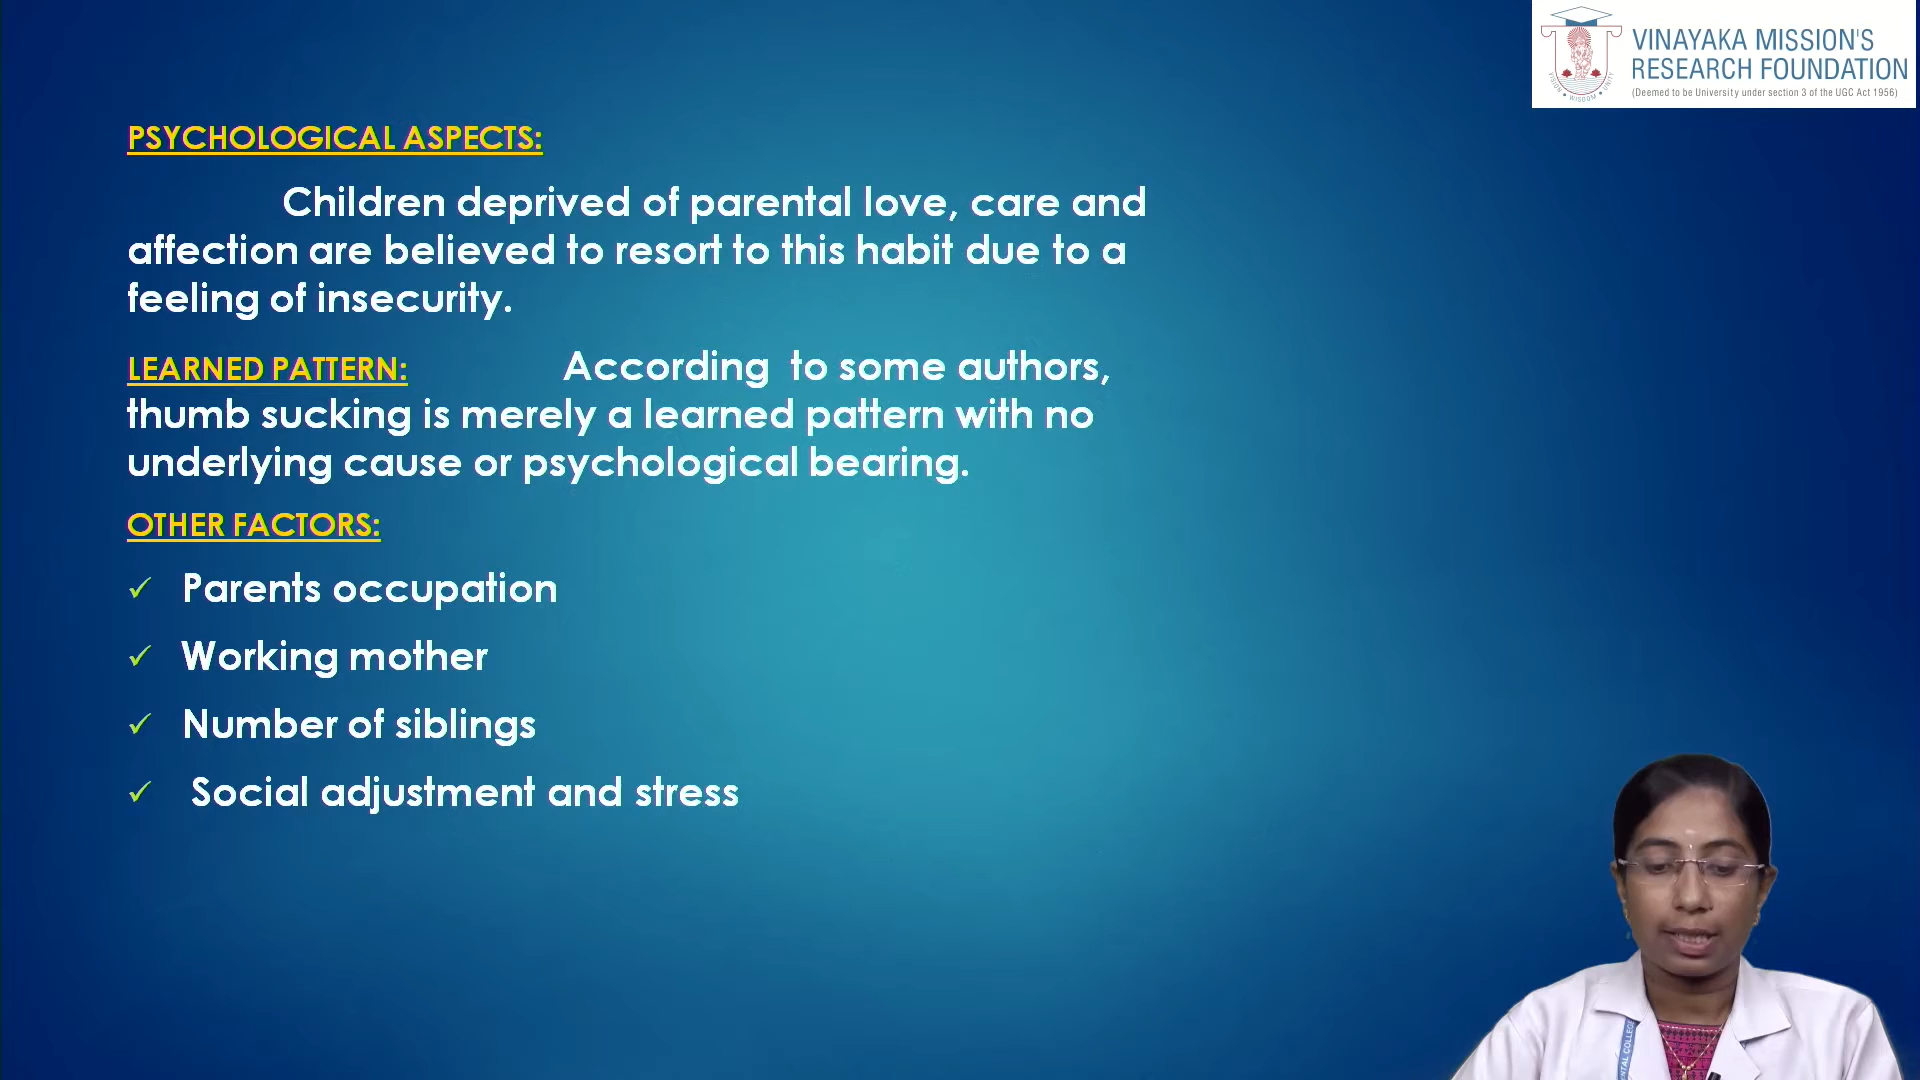 VINAYAKA MISSION'S
RESEARCH FOUNDATION
(Deemed to be University under section 3 of the UGC Act 1956)
VISION • WISDOM • UNITY
PSYCHOLOGICAL ASPECTS:
Children deprived of parental love, care and
affection are believed to resort to this habit due to a
feeling of insecurity.
LEARNED PATTERN: According to some authors,
thumb sucking is merely a learned pattern with no
underlying cause or psychological bearing.
OTHER FACTORS:
✓ Parents occupation
✓ Working mother
✓ Number of siblings
✓ Social adjustment and stress